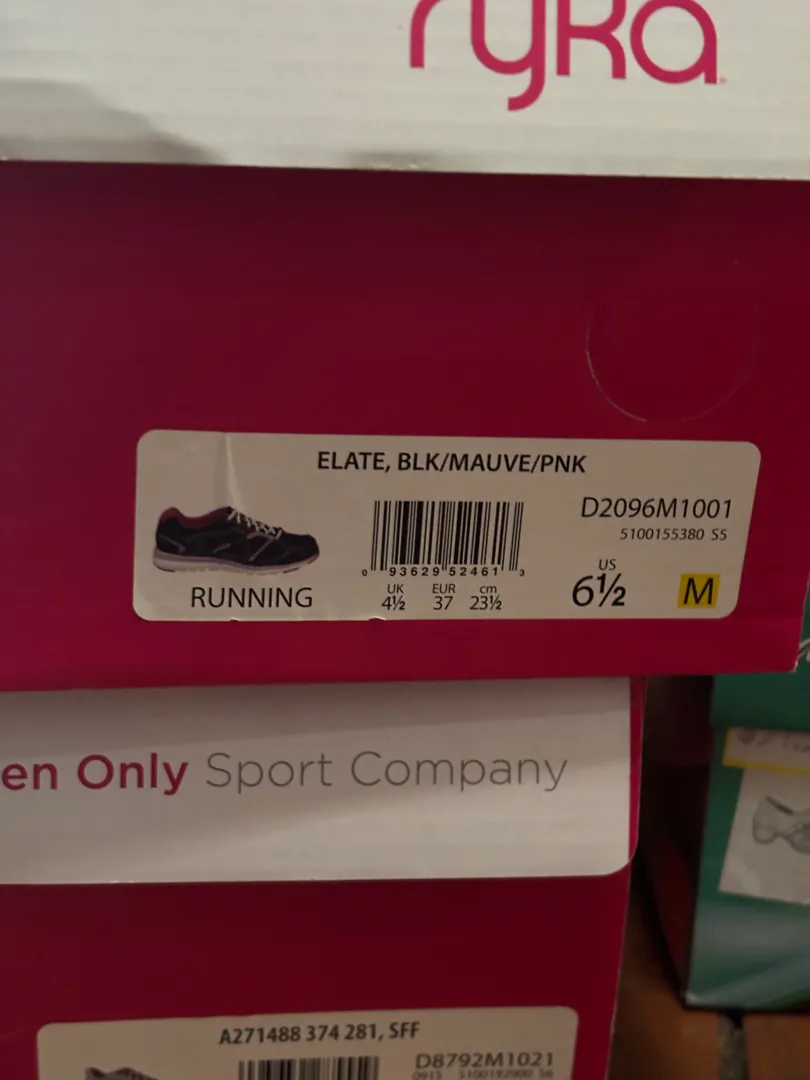 ryka
ELATE, BLK/MAUVE/PNK
D2096M1001
5100155380 S5
0 93629 52461 3
RUNNING
UK EUR cm
4½ 37 23½
US
6½ M
en Only Sport Company
A271488 374 281, SFF
D8792M1021